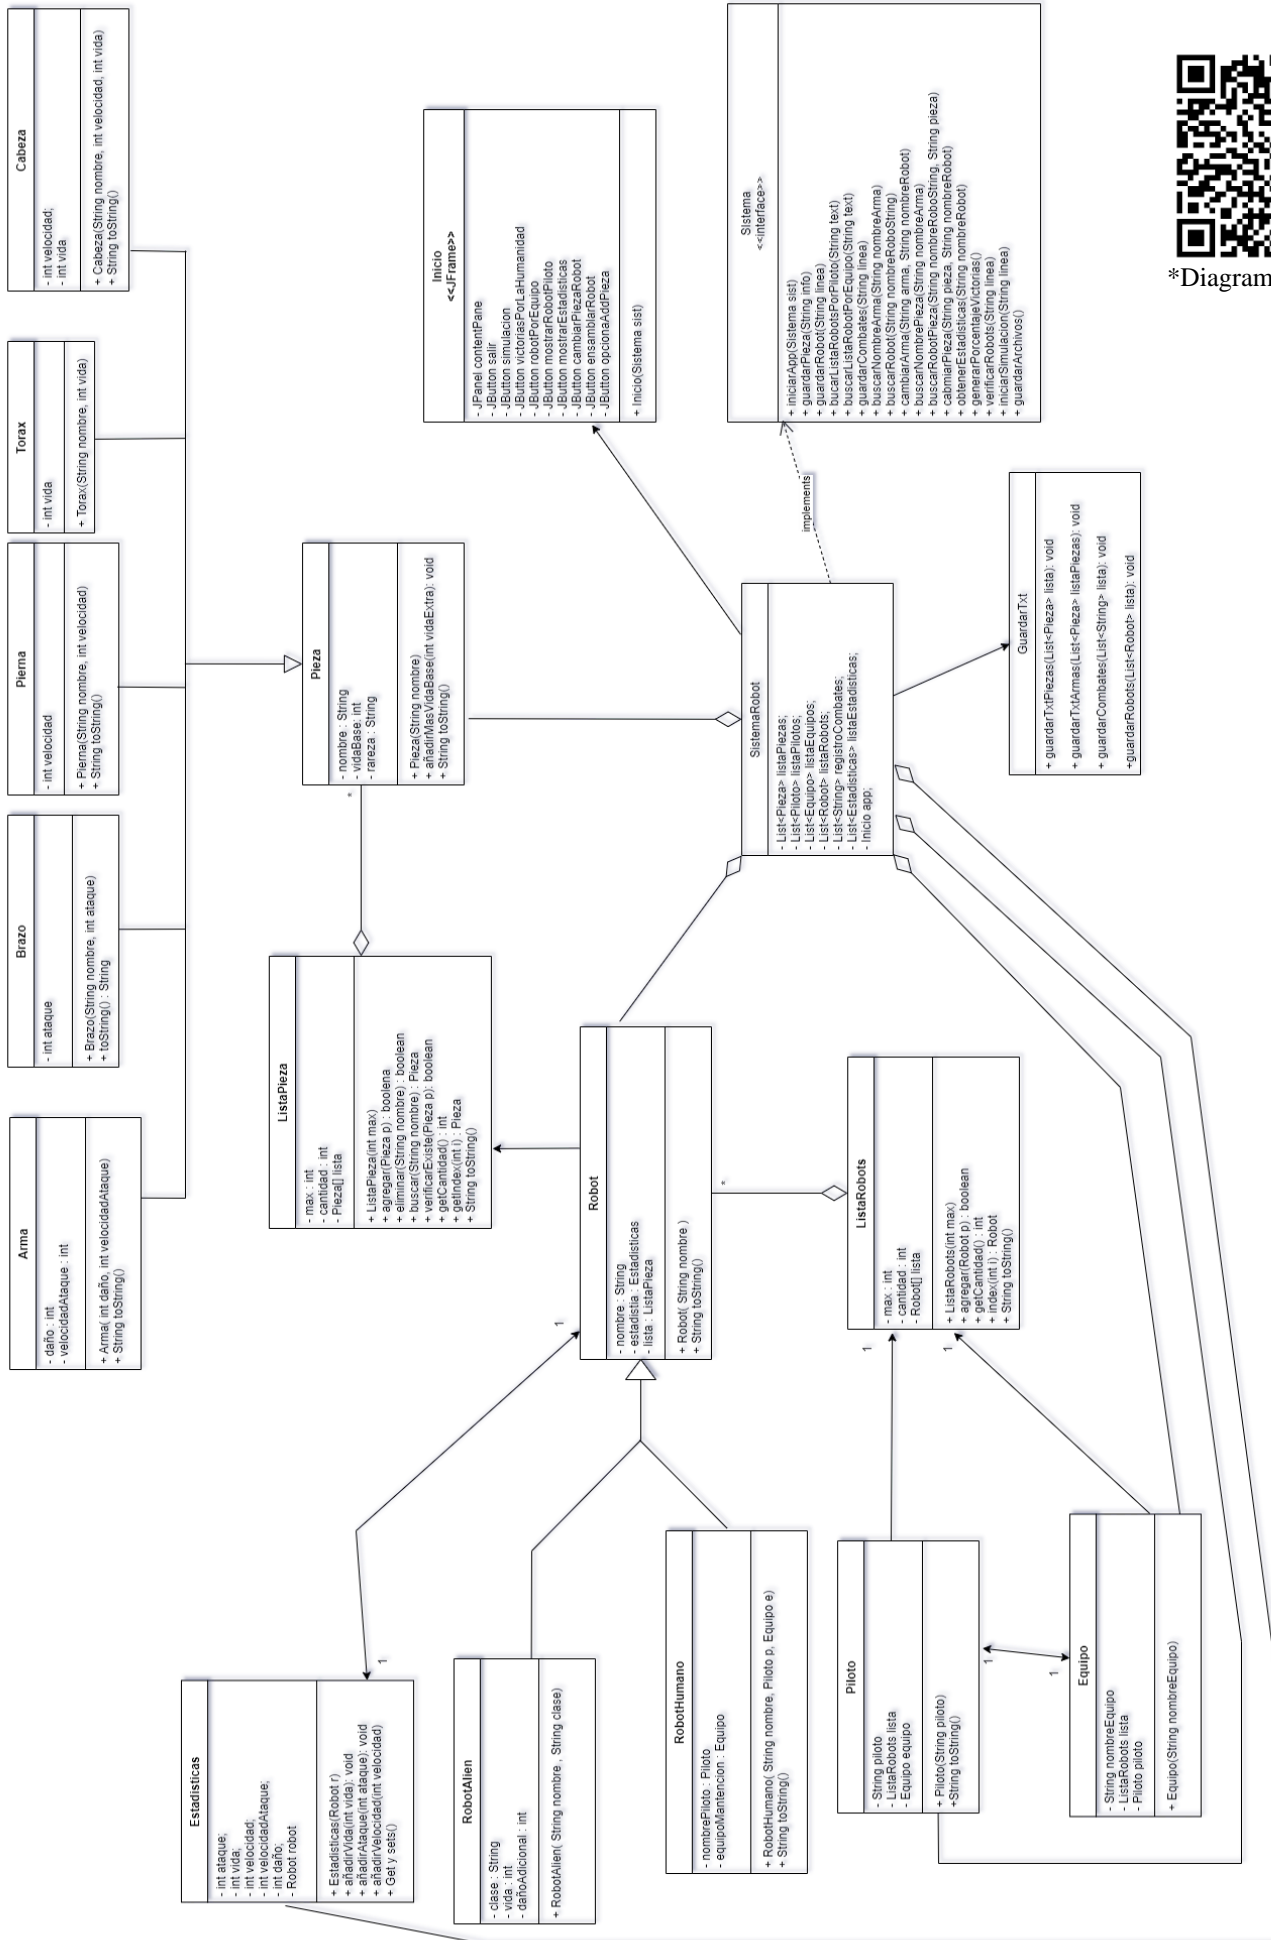 Arma
- daño : int
- velocidadAtaque : int
+ Arma( int daño, int velocidadAtaque)
+ String toString()
Brazo
- int ataque
+ Brazo(String nombre, int ataque)
+ toString() : String
Pierna
- int velocidad
+ Pierna(String nombre, int velocidad)
+ String toString()
Torax
- int vida
+ Torax(String nombre, int vida)
Cabeza
- int velocidad;
- int vida
+ Cabeza(String nombre, int velocidad, int vida)
+ String toString()
ListaPieza
- max : int
- cantidad : int
- Pieza[] lista
+ ListaPieza(int max)
+ agregar(Pieza p) : boolena
+ eliminar(String nombre) : boolean
+ buscar(String nombre) : Pieza
+ verificarExiste(Pieza p): boolean
+ getCantidad() : int
+ getIndex(int i) : Pieza
+ String toString()
*
Pieza
- nombre : String
- vidaBase: int
- rareza : String
+ Pieza(String nombre)
+ añadirMasVidaBase(int vidaExtra): void
+ String toString()
Inicio
<<JFrame>>
- JPanel contentPane
- JButton salir
- JButton simulacion
- JButton victoriasPorLaHumanidad
- JButton robotPorEquipo
- JButton mostrarRobotPiloto
- JButton mostrarEstadisticas
- JButton cambiarPiezaRobot
- JButton ensamblarRobot
- JButton opcionaAddPieza
+ Inicio(Sistema sist)
Estadisticas
- int ataque;
- int vida;
- int velocidad;
- int velocidadAtaque;
- int daño;
- Robot robot
+ Estadisticas(Robot r)
+ añadirVida(int vida): void
+ añadirAtaque(int ataque): void
+ añadirVelocidad(int velocidad)
+ Get y sets()
1
1
RobotAlien
- clase : String
- vida : int
- dañoAdicional : int
+ RobotAlien( String nombre , String clase)
Robot
- nombre : String
- estadistia : Estadisticas
- lista : ListaPieza
+ Robot( String nombre )
+ String toString()
*
RobotHumano
- nombrePiloto : Piloto
- equipoMantencion : Equipo
+ RobotHumano( String nombre, Piloto p, Equipo e)
+ String toString()
SistemaRobot
- List<Pieza> listaPiezas;
- List<Piloto> listaPilotos;
- List<Equipo> listaEquipos;
- List<Robot> listaRobots;
- List<String> registroCombates;
- List<Estadisticas> listaEstadisticas;
- Inicio app;
implements
Sistema
<<interface>>
+ iniciarApp(Sistema sist)
+ guardarPieza(String info)
+ guardarRobot(String linea)
+ bucarListaRobotsPorPiloto(String text)
+ buscarListaRobotPorEquipo(String text)
+ guardarCombates(String linea)
+ buscarNombreArma(String nombreArma)
+ buscarRobot(String nombreRoboString)
+ cambiarArma(String arma, String nombreRobot)
+ buscarNombrePieza(String nombreArma)
+ buscarRobotPieza(String nombreRoboString, String pieza)
+ cabmiarPieza(String pieza, String nombreRobot)
+ obtenerEstadisticas(String nombreRobot)
+ generarPorcentajeVictorias()
+ verificarRobots(String linea)
+ iniciarSimulacion(String linea)
+ guardarArchivos()
ListaRobots
- max : int
- cantidad : int
- Robot[] lista
+ ListaRobots(int max)
+ agregar(Robot p) : boolean
+ getCantidad() : int
+ index(int i) : Robot
+ String toString()
1
1
Piloto
- String piloto
- ListaRobots lista
- Equipo equipo
+ Piloto(String piloto)
+String toString()
1
1
Equipo
- String nombreEquipo
- ListaRobots lista
- Piloto piloto
+ Equipo(String nombreEquipo)
GuardarTxt
+ guardarTxtPiezas(List<Pieza> lista): void
+ guardarTxtArmas(List<Pieza> listaPiezas): void
+ guardarCombates(List<String> lista): void
+guardarRobots(List<Robot> lista): void
*Diagram